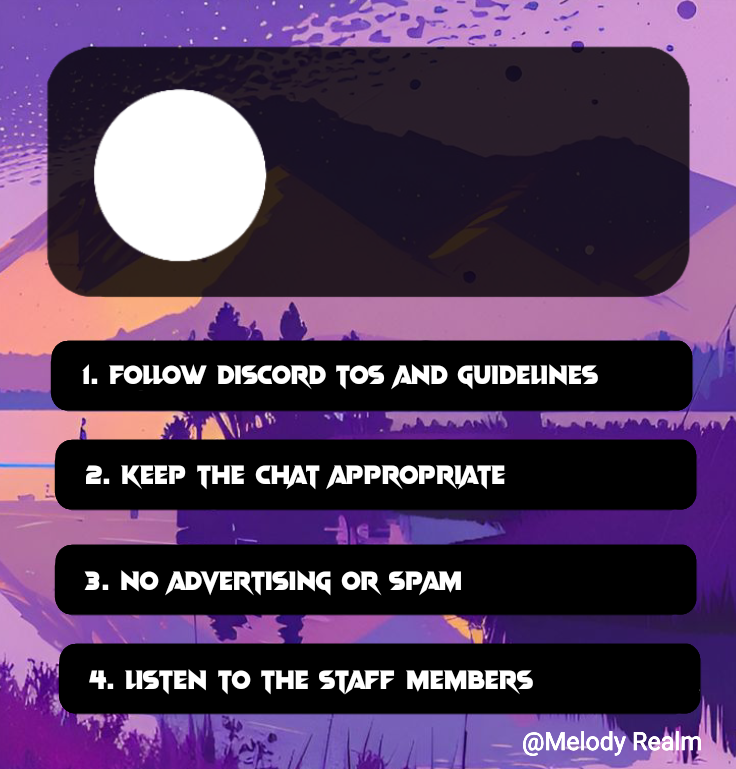 1. FOLLOW DISCORD TOS AND GUIDELINES
2. KEEP THE CHAT APPROPRIATE
3. NO ADVERTISING OR SPAM
4. LISTEN TO THE STAFF MEMBERS
@Melody Realm